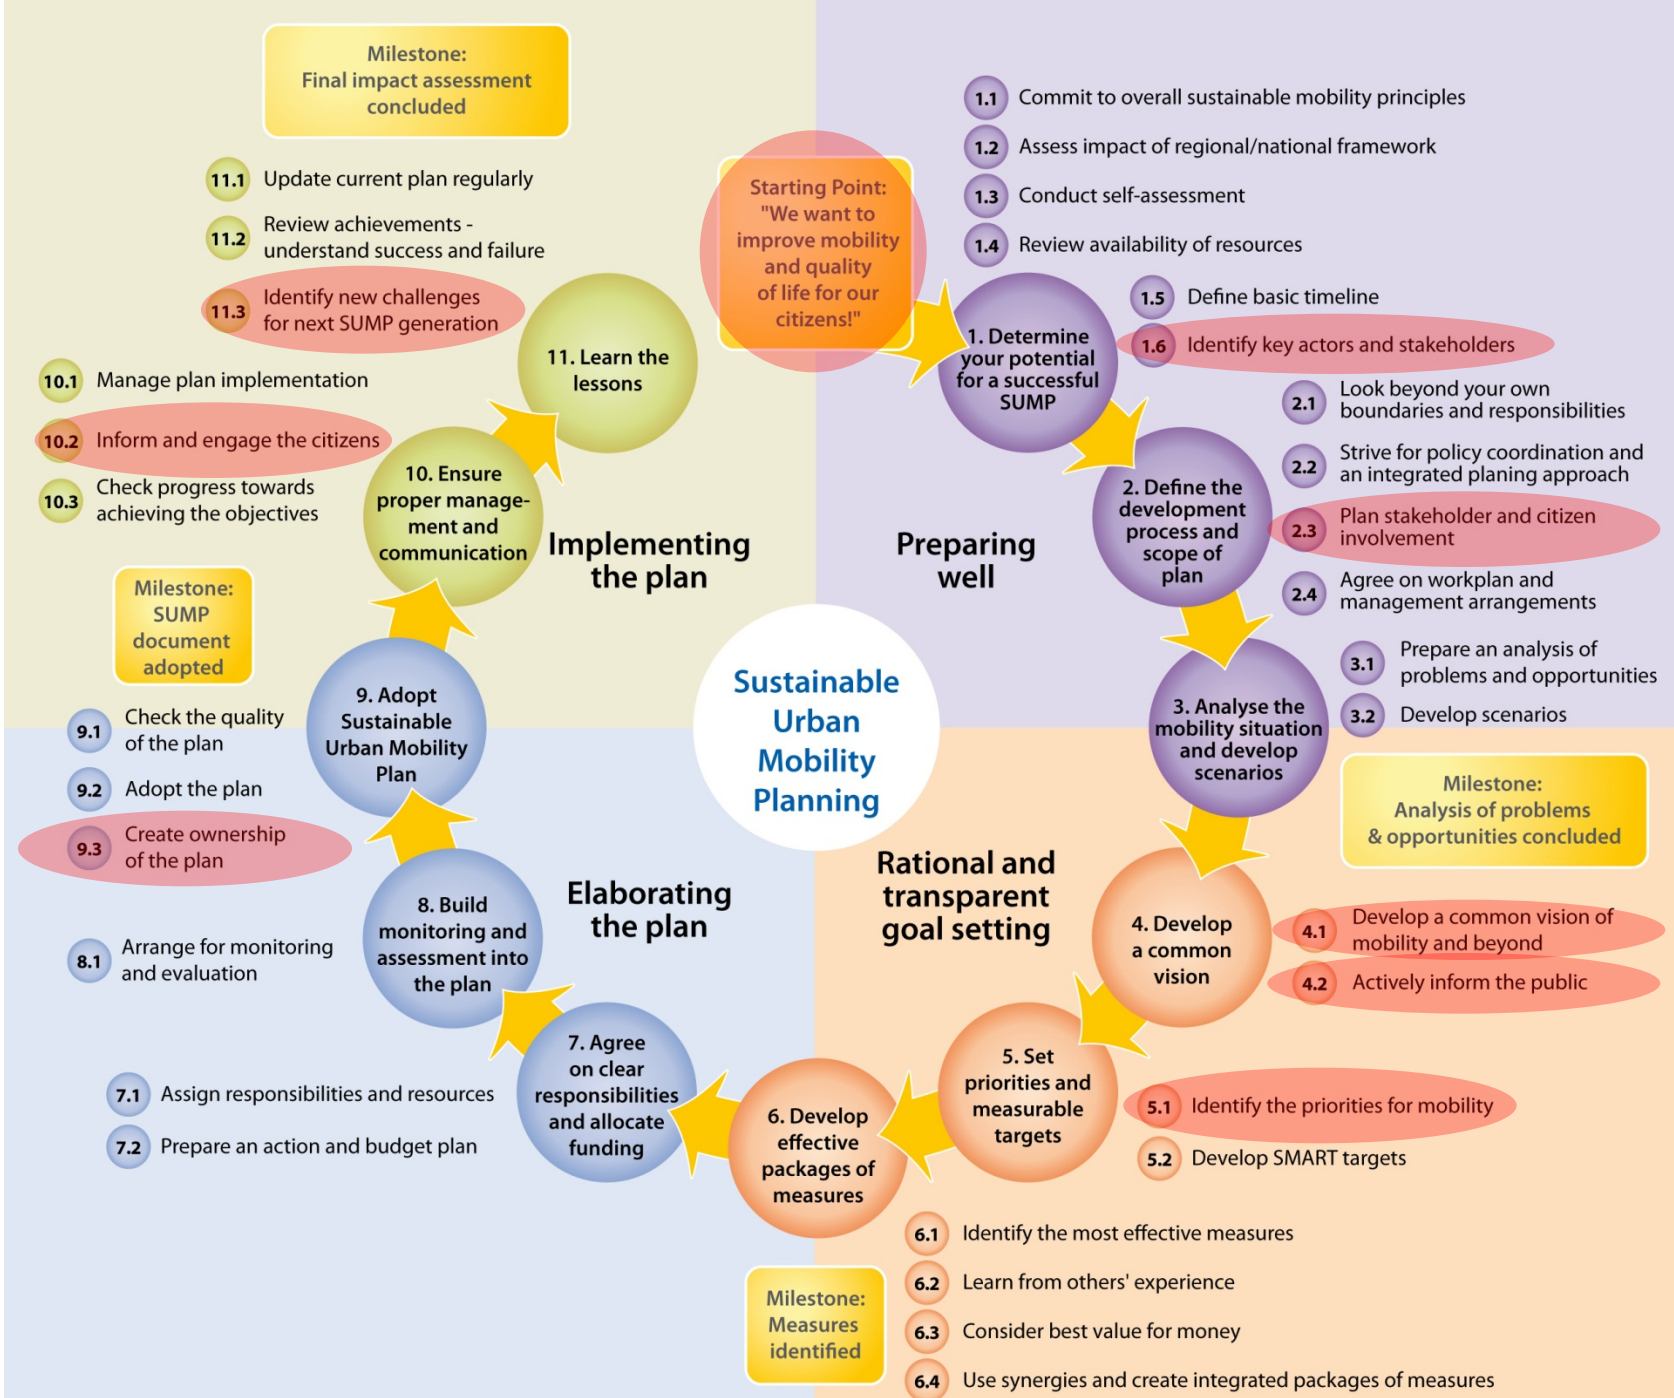 Starting Point:
"We want to
improve mobility
and quality
of life for our
citizens!"
1.1 Commit to overall sustainable mobility principles
1.2 Assess impact of regional/national framework
1.3 Conduct self-assessment
1.4 Review availability of resources
1.5 Define basic timeline
1.6 Identify key actors and stakeholders
1. Determine
your potential
for a successful
SUMP
2.1 Look beyond your own
boundaries and responsibilities
2.2 Strive for policy coordination and
an integrated planing approach
2.3 Plan stakeholder and citizen
involvement
2.4 Agree on workplan and
management arrangements
2. Define the
development
process and
scope of
plan
Preparing
well
3.1 Prepare an analysis of
problems and opportunities
3.2 Develop scenarios
3. Analyse the
mobility situation
and develop
scenarios
Milestone:
Analysis of problems
& opportunities concluded
Sustainable
Urban
Mobility
Planning
Rational and
transparent
goal setting
4. Develop
a common
vision
4.1 Develop a common vision of
mobility and beyond
4.2 Actively inform the public
5. Set
priorities and
measurable
targets
5.1 Identify the priorities for mobility
5.2 Develop SMART targets
6. Develop
effective
packages of
measures
6.1 Identify the most effective measures
6.2 Learn from others' experience
6.3 Consider best value for money
6.4 Use synergies and create integrated packages of measures
Milestone:
Measures
identified
Elaborating
the plan
7. Agree
on clear
responsibilities
and allocate
funding
7.1 Assign responsibilities and resources
7.2 Prepare an action and budget plan
8. Build
monitoring and
assessment into
the plan
8.1 Arrange for monitoring
and evaluation
9. Adopt
Sustainable
Urban Mobility
Plan
9.1 Check the quality
of the plan
9.2 Adopt the plan
9.3 Create ownership
of the plan
Milestone:
SUMP
document
adopted
Implementing
the plan
10. Ensure
proper manage-
ment and
communication
10.1 Manage plan implementation
10.2 Inform and engage the citizens
10.3 Check progress towards
achieving the objectives
11. Learn the
lessons
11.1 Update current plan regularly
11.2 Review achievements -
understand success and failure
11.3 Identify new challenges
for next SUMP generation
Milestone:
Final impact assessment
concluded